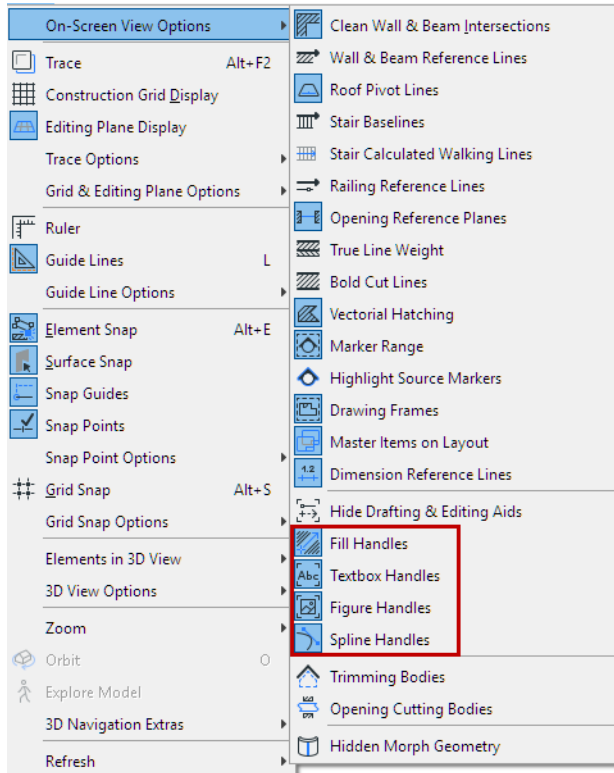 On-Screen View Options
Trace Alt+F2
Construction Grid Display
Editing Plane Display
Trace Options
Grid & Editing Plane Options
Ruler
Guide Lines L
Guide Line Options
Element Snap Alt+E
Surface Snap
Snap Guides
Snap Points
Snap Point Options
Grid Snap Alt+S
Grid Snap Options
Elements in 3D View
3D View Options
Zoom
Orbit O
Explore Model
3D Navigation Extras
Refresh
Clean Wall & Beam Intersections
Wall & Beam Reference Lines
Roof Pivot Lines
Stair Baselines
Stair Calculated Walking Lines
Railing Reference Lines
Opening Reference Planes
True Line Weight
Bold Cut Lines
Vectorial Hatching
Marker Range
Highlight Source Markers
Drawing Frames
Master Items on Layout
1.2 Dimension Reference Lines
Hide Drafting & Editing Aids
Fill Handles
Abc Textbox Handles
Figure Handles
Spline Handles
Trimming Bodies
Opening Cutting Bodies
Hidden Morph Geometry